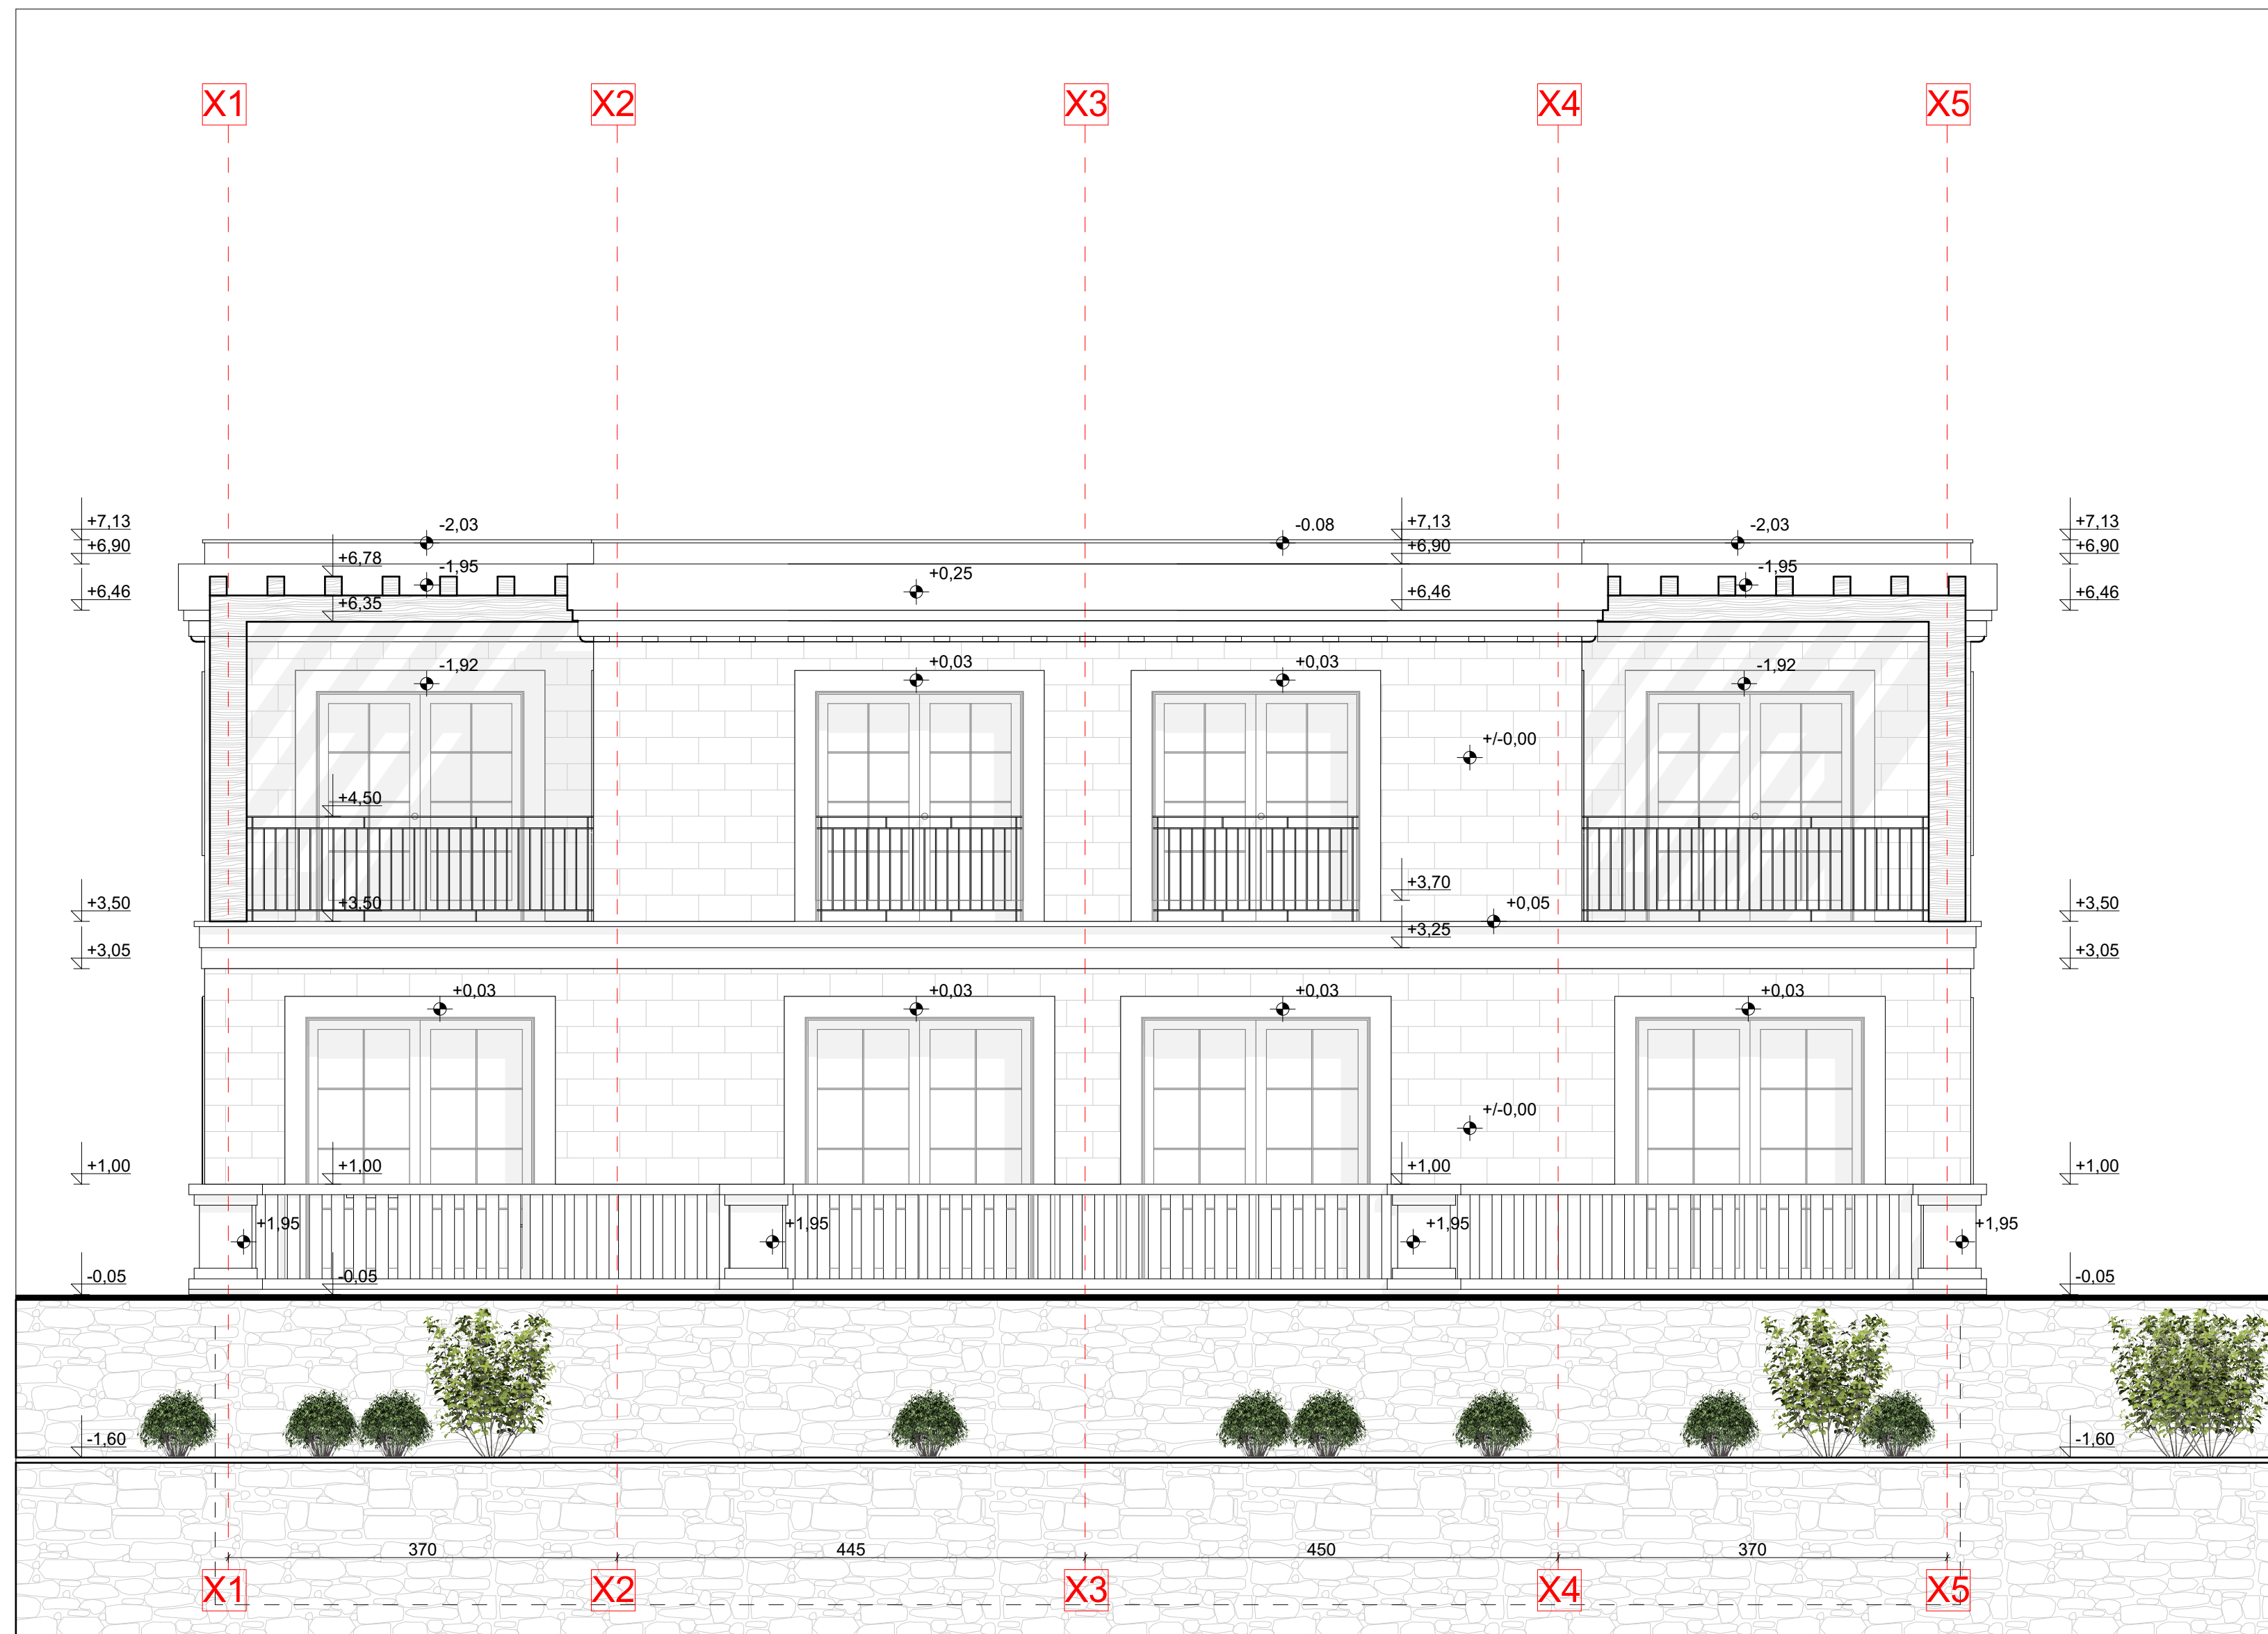 X1 X2 X3 X4 X5
+7,13 -2,03 -0.08 +7,13 -2,03 +7,13
+6,90 +6,78 -1,95 +6,90 -1,95 +6,90
+0,25
+6,46 +6,35 +6,46 +6,46
-1,92 +0,03 +0,03 -1,92
+/-0,00
+4,50
+3,70
+3,50 +3,50 +0,05 +3,50
+3,25
+3,05 +3,05
+0,03 +0,03 +0,03 +0,03
+/-0,00
+1,00 +1,00 +1,00 +1,00
+1,95 +1,95 +1,95 +1,95
-0,05 -0,05 -0,05
-1,60 -1,60
370 445 450 370
X1 X2 X3 X4 X5